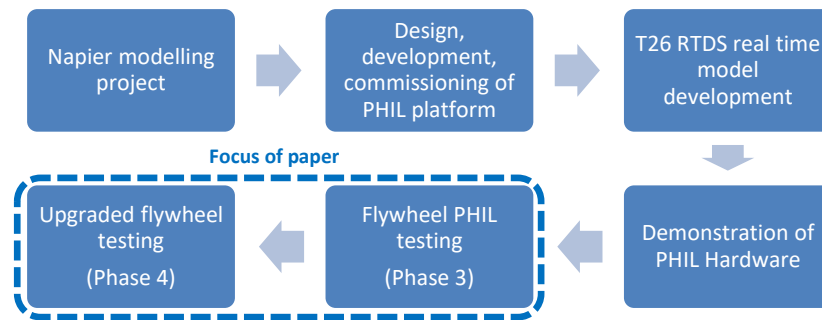 Napier modelling
project
Design,
development,
commissioning of
PHIL platform
T26 RTDS real time
model
development
Focus of paper
Upgraded flywheel
testing
(Phase 4)
Flywheel PHIL
testing
(Phase 3)
Demonstration of
PHIL Hardware